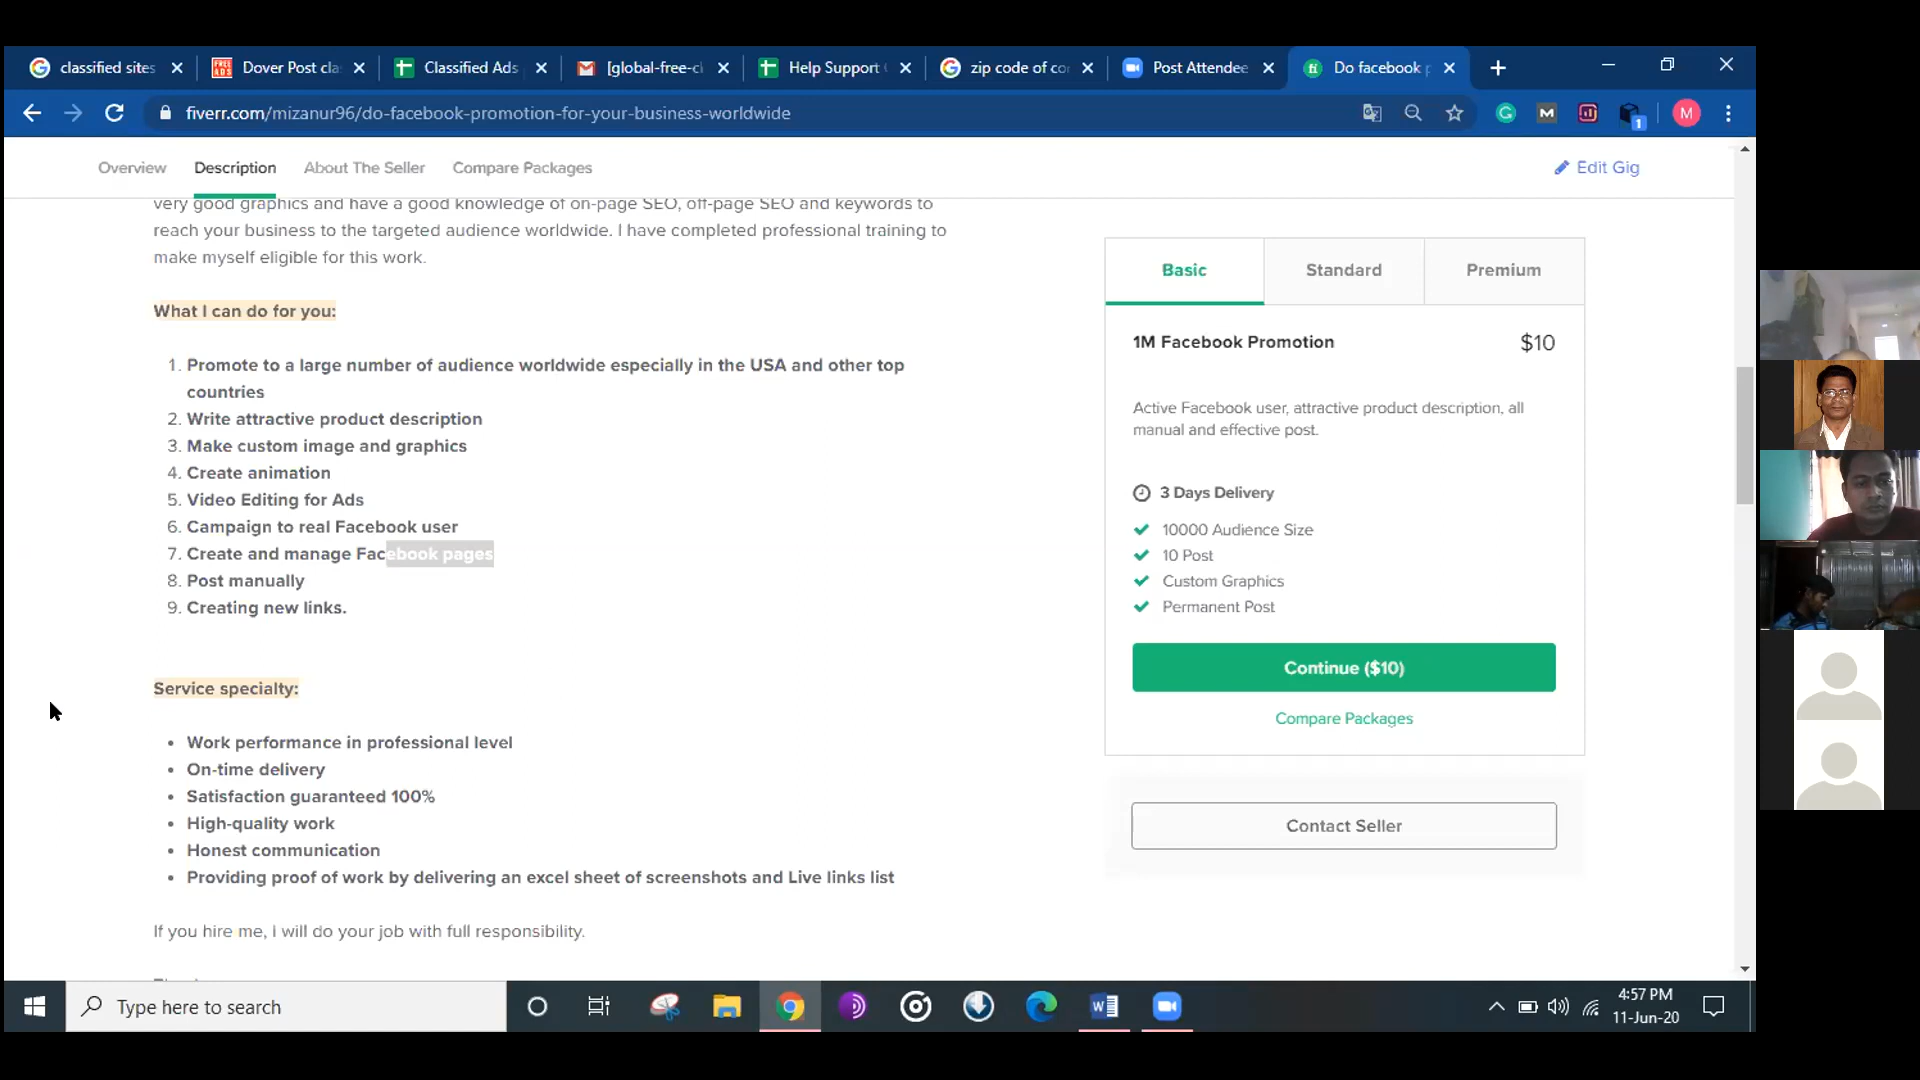 classified sites
Dover Post cla
Classified Ads
[global-free-cl
Help Support
zip code of co
Post Attendee
Do facebook p
fiverr.com/mizanur96/do-facebook-promotion-for-your-business-worldwide
M
1
M
Overview
Description
About The Seller
Compare Packages
Edit Gig
very good graphics and have a good knowledge of on-page SEO, off-page SEO and keywords to
reach your business to the targeted audience worldwide. I have completed professional training to
make myself eligible for this work.
What I can do for you:
1. Promote to a large number of audience worldwide especially in the USA and other top
countries
2. Write attractive product description
3. Make custom image and graphics
4. Create animation
5. Video Editing for Ads
6. Campaign to real Facebook user
7. Create and manage Facebook pages
8. Post manually
9. Creating new links.
Service specialty:
• Work performance in professional level
• On-time delivery
• Satisfaction guaranteed 100%
• High-quality work
• Honest communication
• Providing proof of work by delivering an excel sheet of screenshots and Live links list
If you hire me, I will do your job with full responsibility.
Basic
Standard
Premium
1M Facebook Promotion
$10
Active Facebook user, attractive product description, all
manual and effective post.
3 Days Delivery
10000 Audience Size
10 Post
Custom Graphics
Permanent Post
Continue ($10)
Compare Packages
Contact Seller
Type here to search
4:57 PM
11-Jun-20